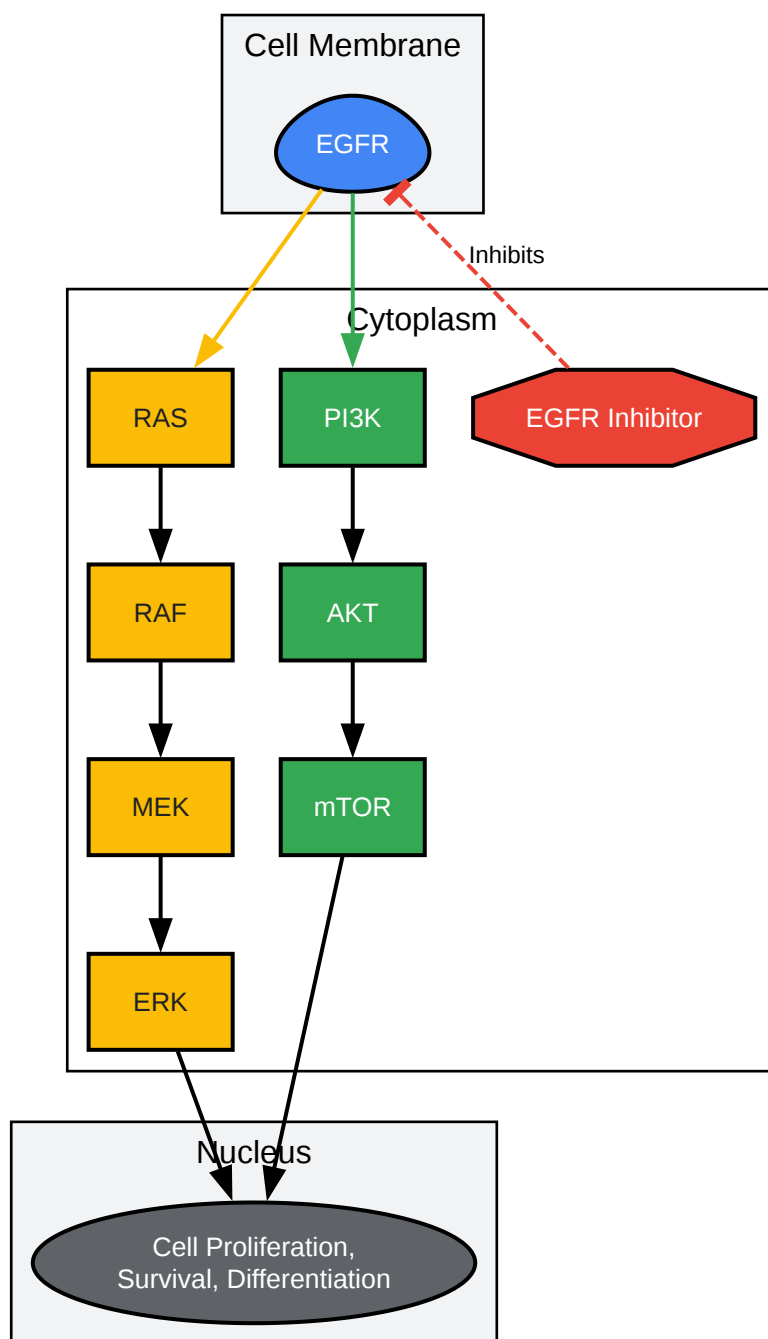 Cell Membrane
EGFR
Inhibits
Cytoplasm
RAS
PI3K
EGFR Inhibitor
RAF
AKT
MEK
mTOR
ERK
Nucleus
Cell Proliferation,
Survival, Differentiation